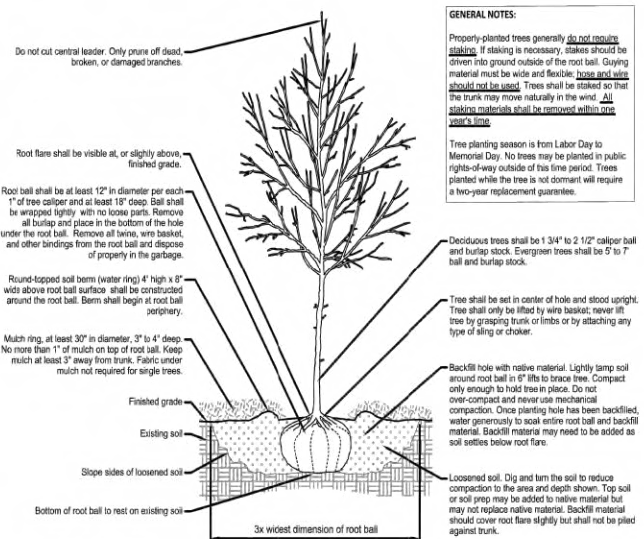 Do not cut central leader. Only prune off dead,
broken, or damaged branches.
Root flare shall be visible at, or slightly above,
finished grade.
Root ball shall be at least 12" in diameter per each
1" of tree caliper and at least 18" deep. Ball shall
be wrapped tightly with no loose parts. Remove
all burlap and place in the bottom of the hole
under the root ball. Remove all twine, wire basket,
and other bindings from the root ball and dispose
of properly in the garbage.
Round-topped soil berm (water ring) 4" high x 8"
wide above root ball surface shall be constructed
around the root ball. Berm shall begin at root ball
periphery.
Mulch ring, at least 30" in diameter, 3" to 4" deep.
No more than 1" of mulch on top of root ball. Keep
mulch at least 3" away from trunk. Fabric under
mulch not required for single trees.
Finished grade
Existing soil
Slope sides of loosened soil
Bottom of root ball to rest on existing soil
3x widest dimension of root ball
GENERAL NOTES:
Properly-planted trees generally do not require
staking. If staking is necessary, stakes should be
driven into ground outside of the root ball. Guying
material must be wide and flexible; hose and wire
should not be used. Trees shall be staked so that
the trunk may move naturally in the wind. All
staking materials shall be removed within one
year's time.
Tree planting season is from Labor Day to
Memorial Day. No trees may be planted in public
rights-of-way outside of this time period. Trees
planted while the tree is not dormant will require
a two-year replacement guarantee.
Deciduous trees shall be 1 3/4" to 2 1/2" caliper ball
and burlap stock. Evergreen trees shall be 5' to 7'
ball and burlap stock.
Tree shall be set in center of hole and stood upright.
Tree shall only be lifted by wire basket; never lift
tree by grasping trunk or limbs or by attaching any
type of sling or choker.
Backfill hole with native material. Lightly tamp soil
around root ball in 6" lifts to brace tree. Compact
only enough to hold tree in place. Do not
over-compact and never use mechanical
compaction. Once planting hole has been backfilled,
water generously to soak entire root ball and backfill
material. Backfill material may need to be added as
soil settles below root flare.
Loosened soil. Dig and turn the soil to reduce
compaction to the area and depth shown. Top soil
or soil prep may be added to native material but
may not replace native material. Backfill material
should cover root flare slightly but shall not be piled
against trunk.